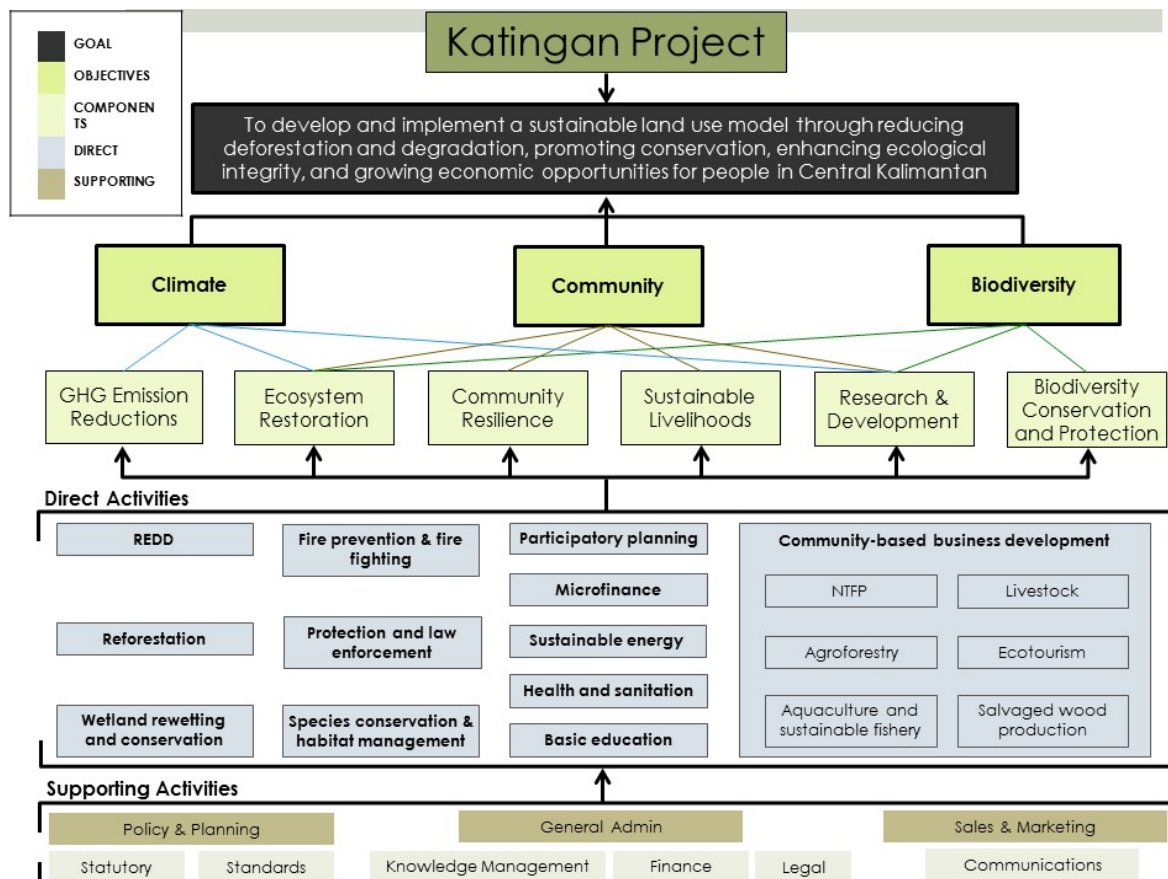 GOAL
OBJECTIVES
COMPONEN
TS
DIRECT
SUPPORTING
Katingan Project
To develop and implement a sustainable land use model through reducing
deforestation and degradation, promoting conservation, enhancing ecological
integrity, and growing economic opportunities for people in Central Kalimantan
Climate
Community
Biodiversity
GHG Emission
Reductions
Ecosystem
Restoration
Community
Resilience
Sustainable
Livelihoods
Research &
Development
Biodiversity
Conservation
and Protection
Direct Activities
REDD
Reforestation
Wetland rewetting
and conservation
Fire prevention & fire
fighting
Protection and law
enforcement
Species conservation &
habitat management
Participatory planning
Microfinance
Sustainable energy
Health and sanitation
Basic education
Community-based business development
NTFP
Livestock
Agroforestry
Ecotourism
Aquaculture and
sustainable fishery
Salvaged wood
production
Supporting Activities
Policy & Planning
General Admin
Sales & Marketing
Statutory
Standards
Knowledge Management
Finance
Legal
Communications